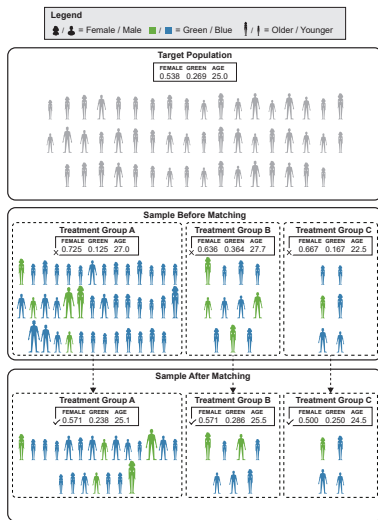 Legend
/ = Female / Male / = Green / Blue / = Older / Younger
Target Population
FEMALE GREEN AGE
0.538 0.269 25.0
Sample Before Matching
Treatment Group A
FEMALE GREEN AGE
0.725 0.125 27.0
Treatment Group B
FEMALE GREEN AGE
0.636 0.364 27.7
Treatment Group C
FEMALE GREEN AGE
0.667 0.167 22.5
Sample After Matching
Treatment Group A
FEMALE GREEN AGE
0.571 0.238 25.1
Treatment Group B
FEMALE GREEN AGE
0.571 0.286 25.5
Treatment Group C
FEMALE GREEN AGE
0.500 0.250 24.5